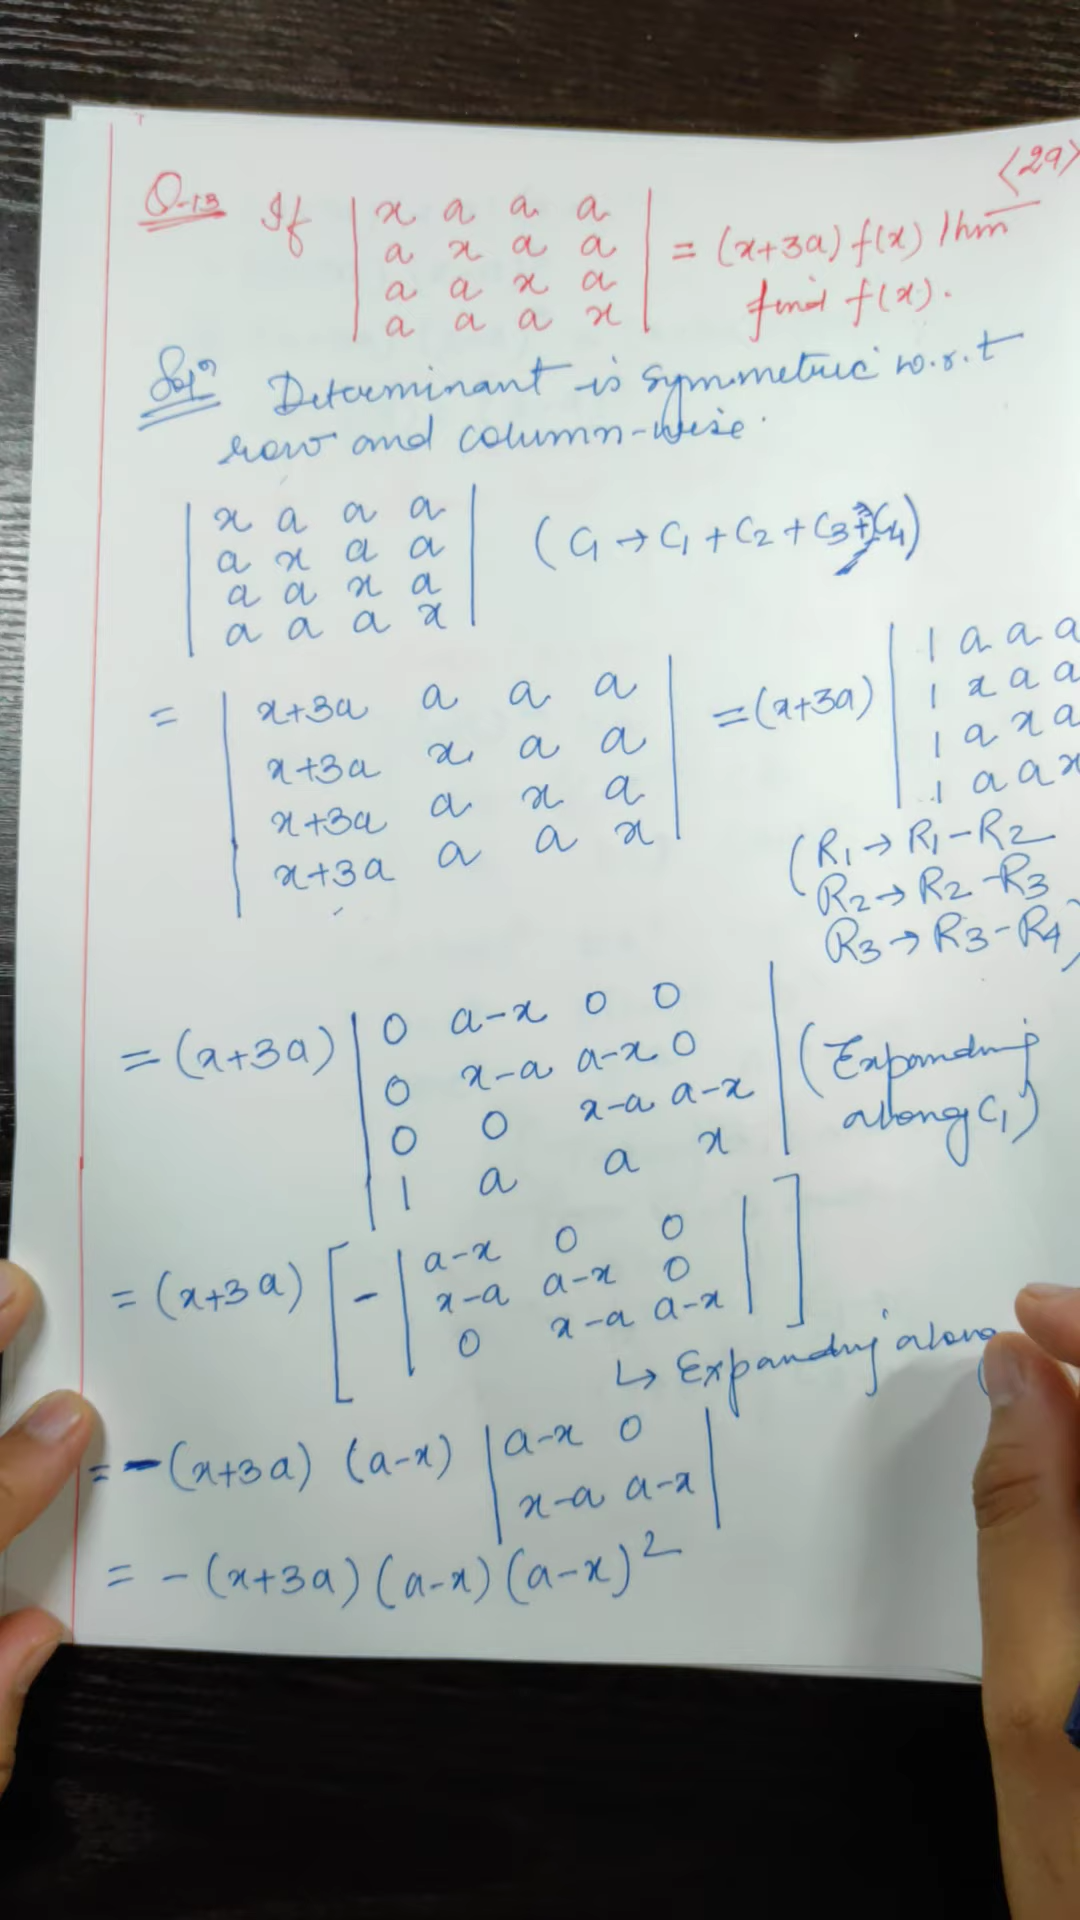 <29>
Q-13 If | x a a a | = (x+3a) f(x) then
| a x a a | find f(x).
| a a x a |
| a a a x |
Solⁿ Determinant is symmetric w.r.t
row and column-wise.
| x a a a | (C₁ → C₁ + C₂ + C₃ + C₄)
| a x a a |
| a a x a |
| a a a x |
= | x+3a a a a | = (x+3a) | 1 a a a
| x+3a x a a | | 1 x a a
| x+3a a x a | | 1 a x a
| x+3a a a x | | 1 a a x
(R₁ → R₁-R₂
R₂ → R₂-R₃
R₃ → R₃-R₄)
= (x+3a) | 0 a-x 0 0 | (Expanding
| 0 x-a a-x 0 | along C₁)
| 0 0 x-a a-x |
| 1 a a x |
= (x+3a) [ - | a-x 0 0 | ]
| x-a a-x 0 |
| 0 x-a a-x |
↳ Expanding along
= -(x+3a) (a-x) | a-x 0 |
| x-a a-x |
= -(x+3a)(a-x)(a-x)²